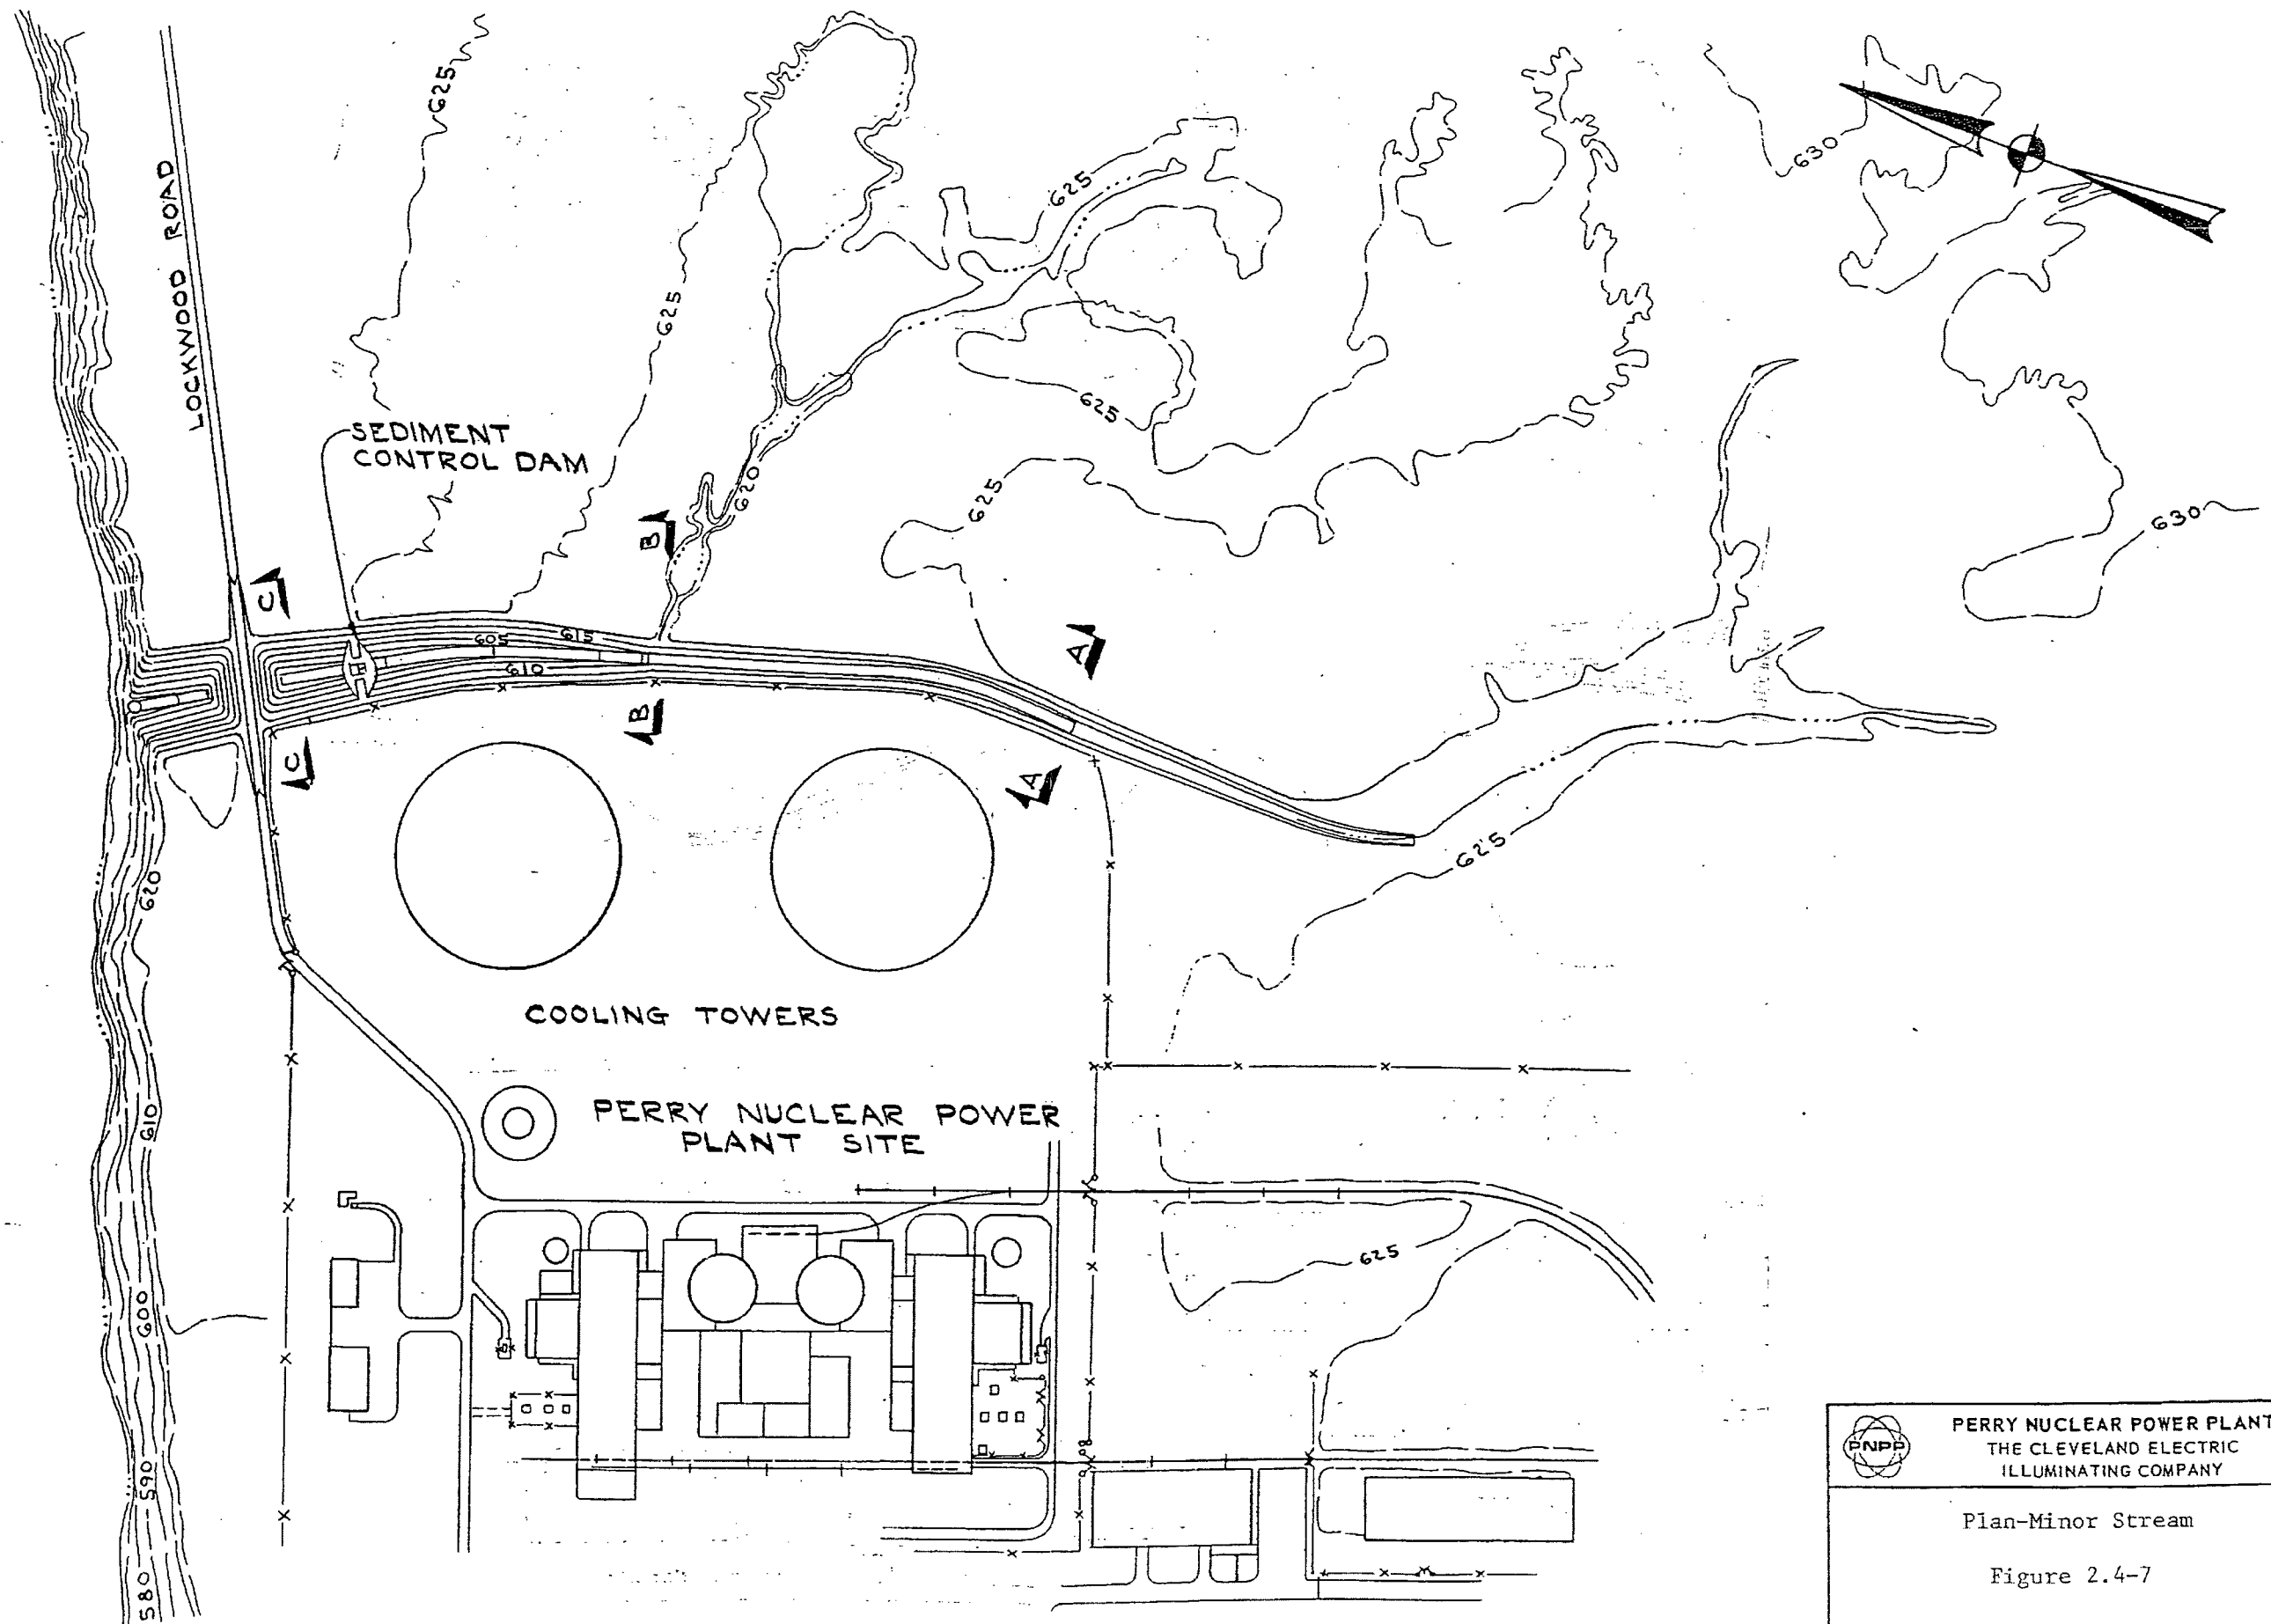 625
LOCKWOOD ROAD
625
625
630
SEDIMENT
CONTROL DAM
625
620
625
630
B
C
605
615
610
A
B
C
A
625
620
COOLING TOWERS
PERRY NUCLEAR POWER
PLANT SITE
610
625
600
590
580
PNPP
PERRY NUCLEAR POWER PLANT
THE CLEVELAND ELECTRIC
ILLUMINATING COMPANY
Plan-Minor Stream
Figure 2.4-7